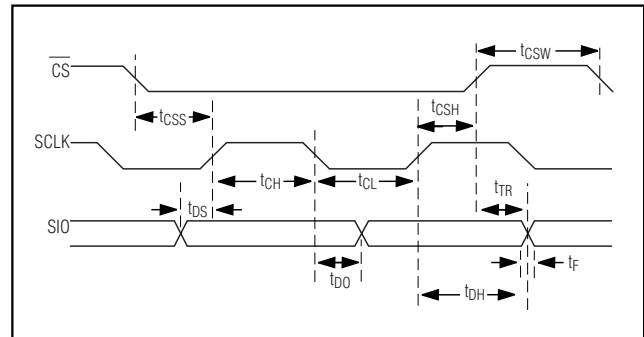 CS
tCSW
tCSS
tCSH
SCLK
tCH
tCL
tTR
tDS
SIO
tDO
tDH
tF